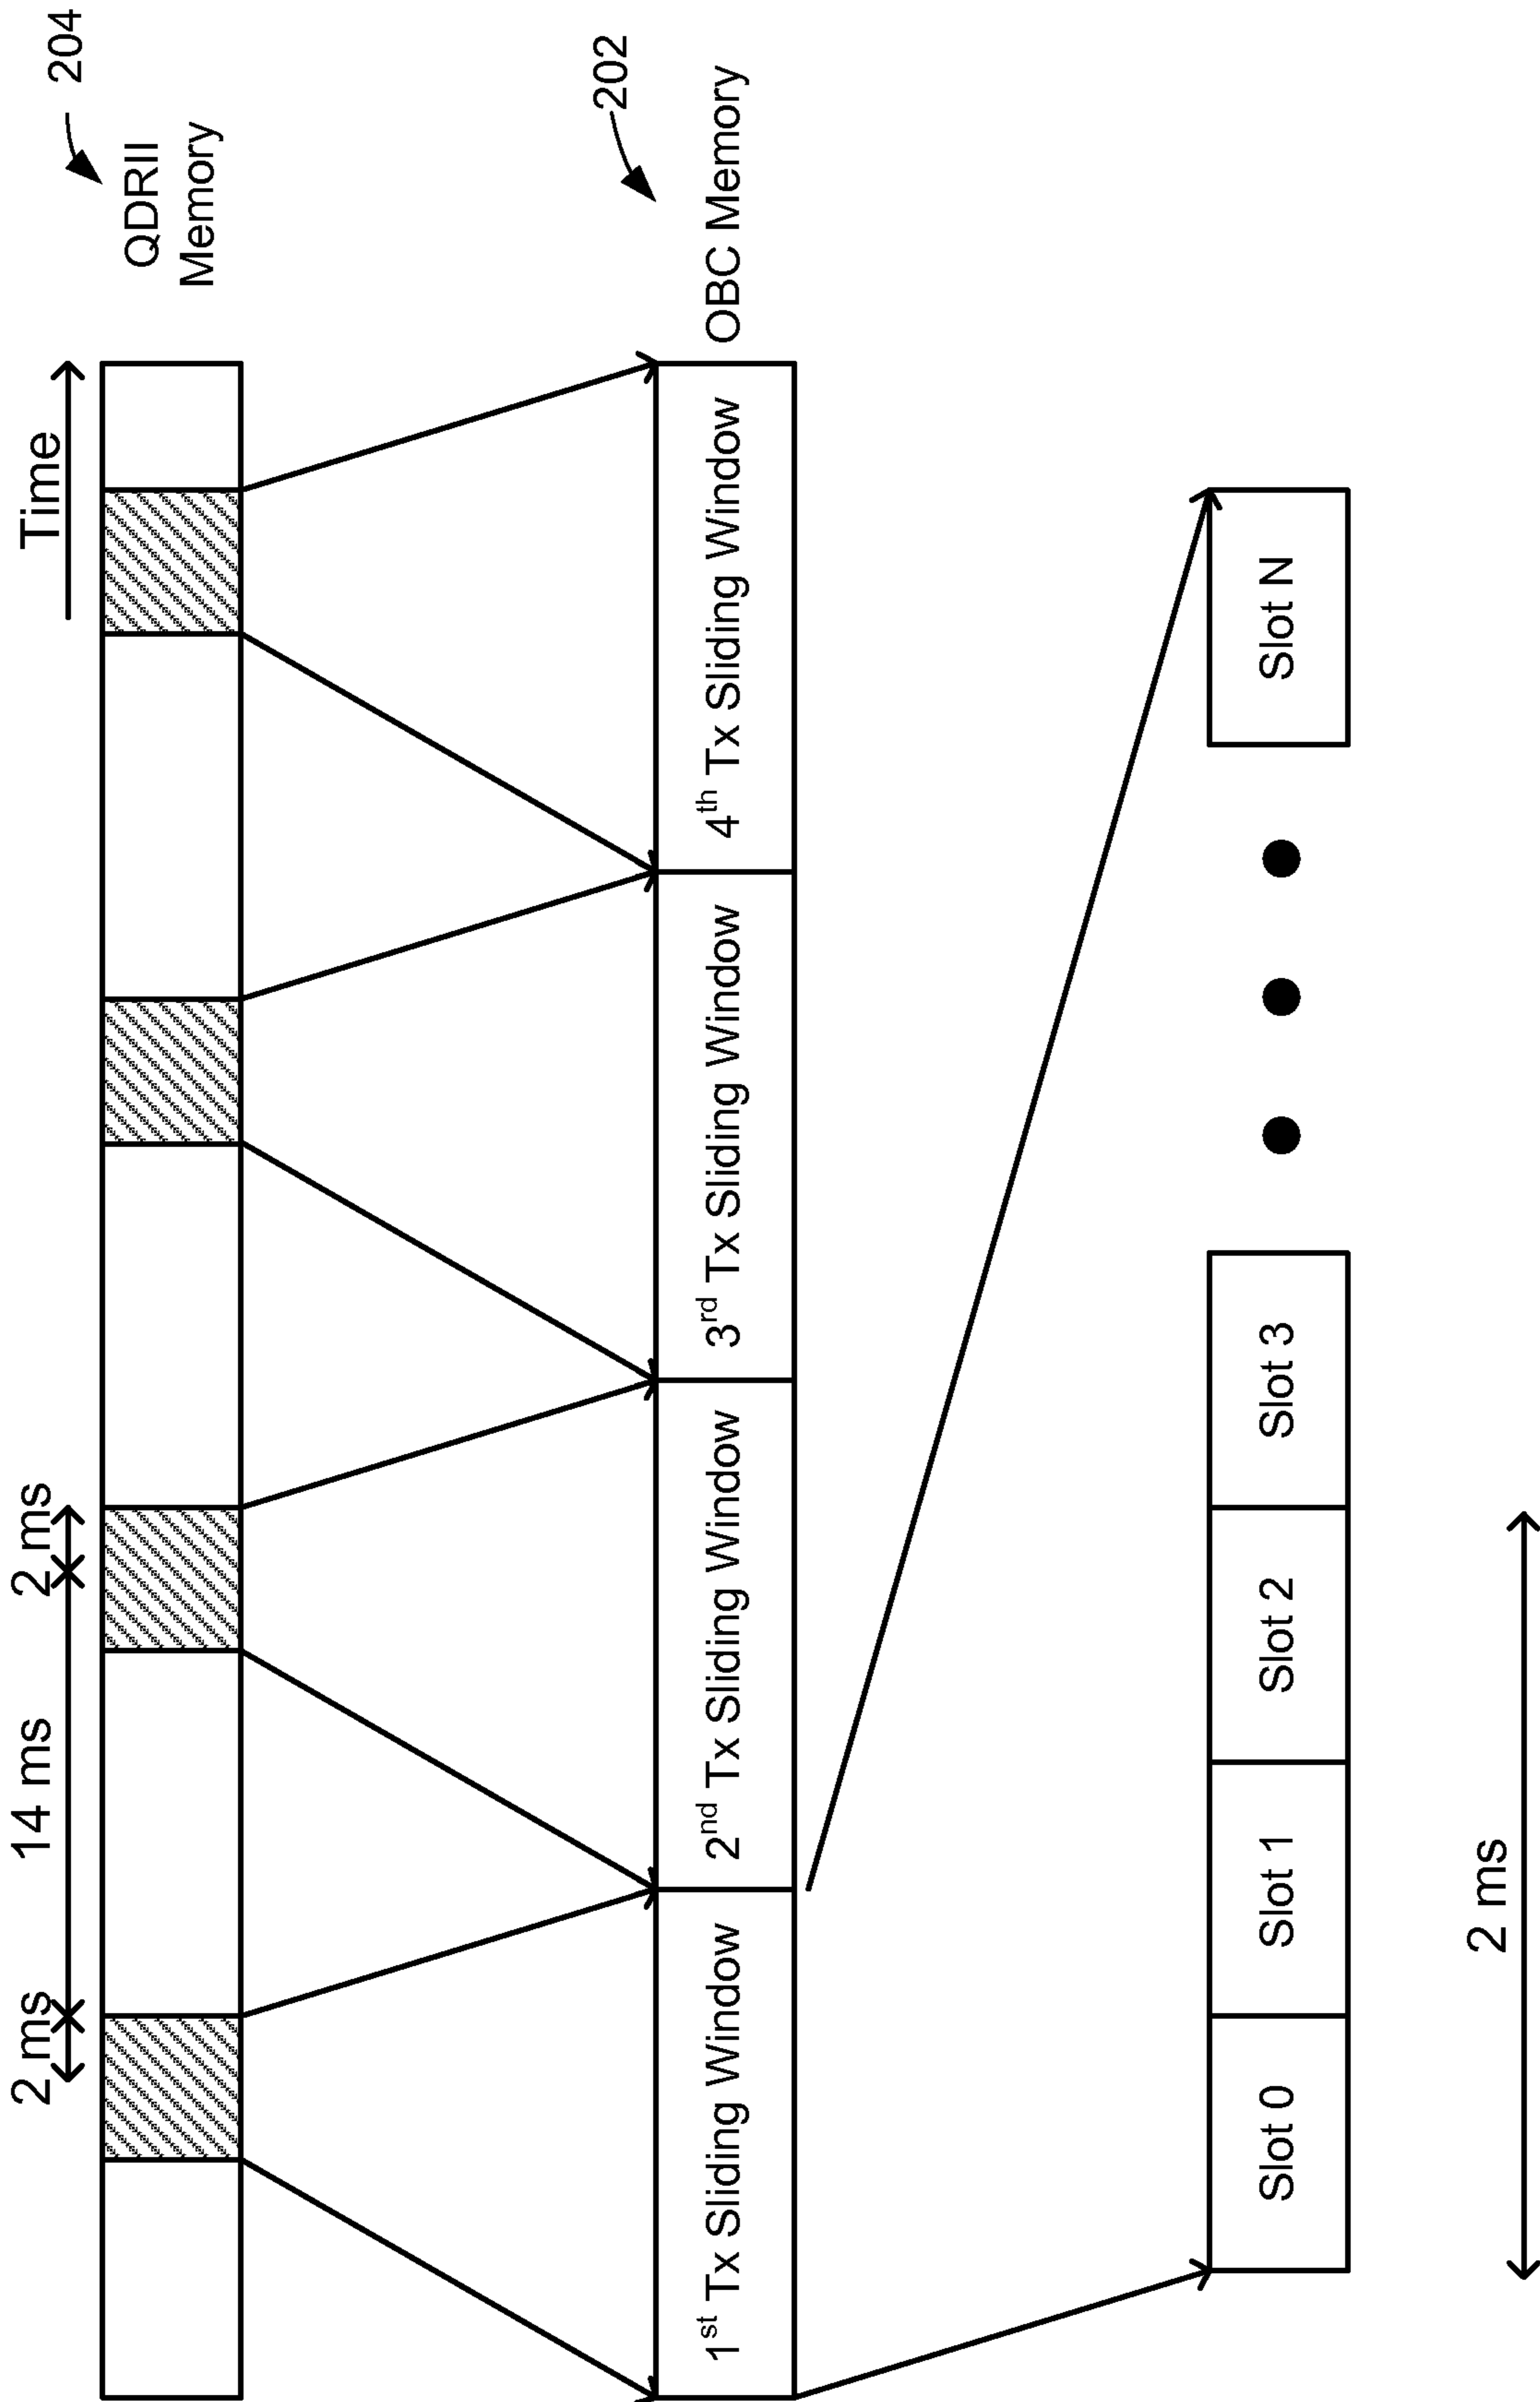 Time
2 ms
14 ms
2 ms
204
QDRII
Memory
202
1st Tx Sliding Window
2nd Tx Sliding Window
3rd Tx Sliding Window
4th Tx Sliding Window
OBC Memory
Slot 0
Slot 1
Slot 2
Slot 3
Slot N
2 ms